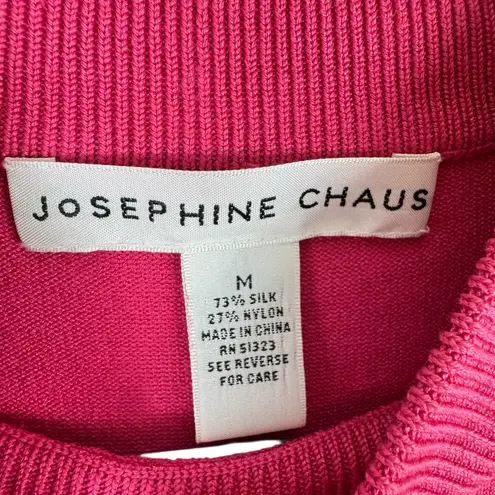 JOSEPHINE CHAUS
M
73% SILK
27% NYLON
MADE IN CHINA
RN 51323
SEE REVERSE
FOR CARE